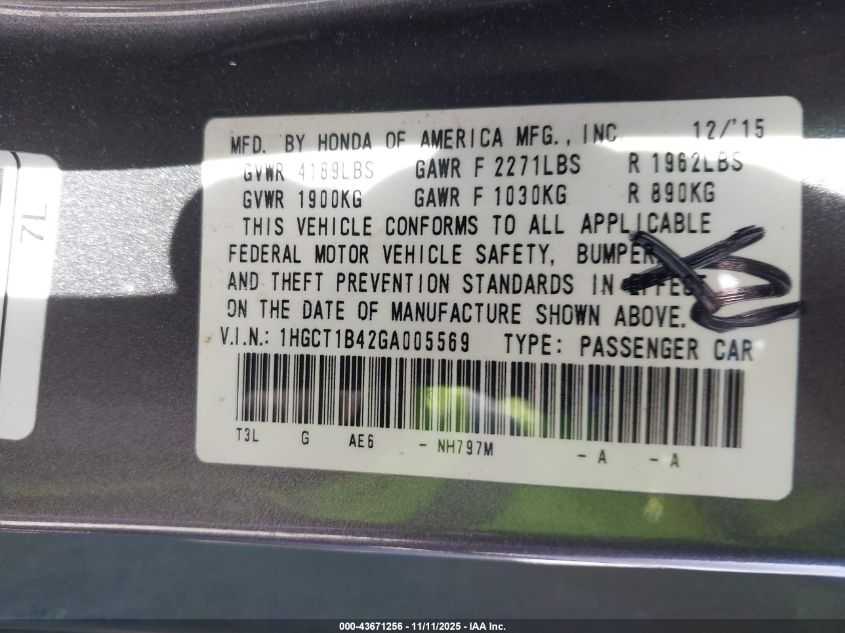 MFD. BY HONDA OF AMERICA MFG., INC. 12/'15
GVWR 4189LBS GAWR F 2271LBS R 1962LBS
GVWR 1900KG GAWR F 1030KG R 890KG
THIS VEHICLE CONFORMS TO ALL APPLICABLE
FEDERAL MOTOR VEHICLE SAFETY, BUMPER,
AND THEFT PREVENTION STANDARDS IN EFFECT
ON THE DATE OF MANUFACTURE SHOWN ABOVE.
V.I.N.: 1HGCT1B42GA005569 TYPE: PASSENGER CAR
T3L G AE6 - NH797M - A - A
7L
000-43671256 - 11/11/2025 - IAA Inc.